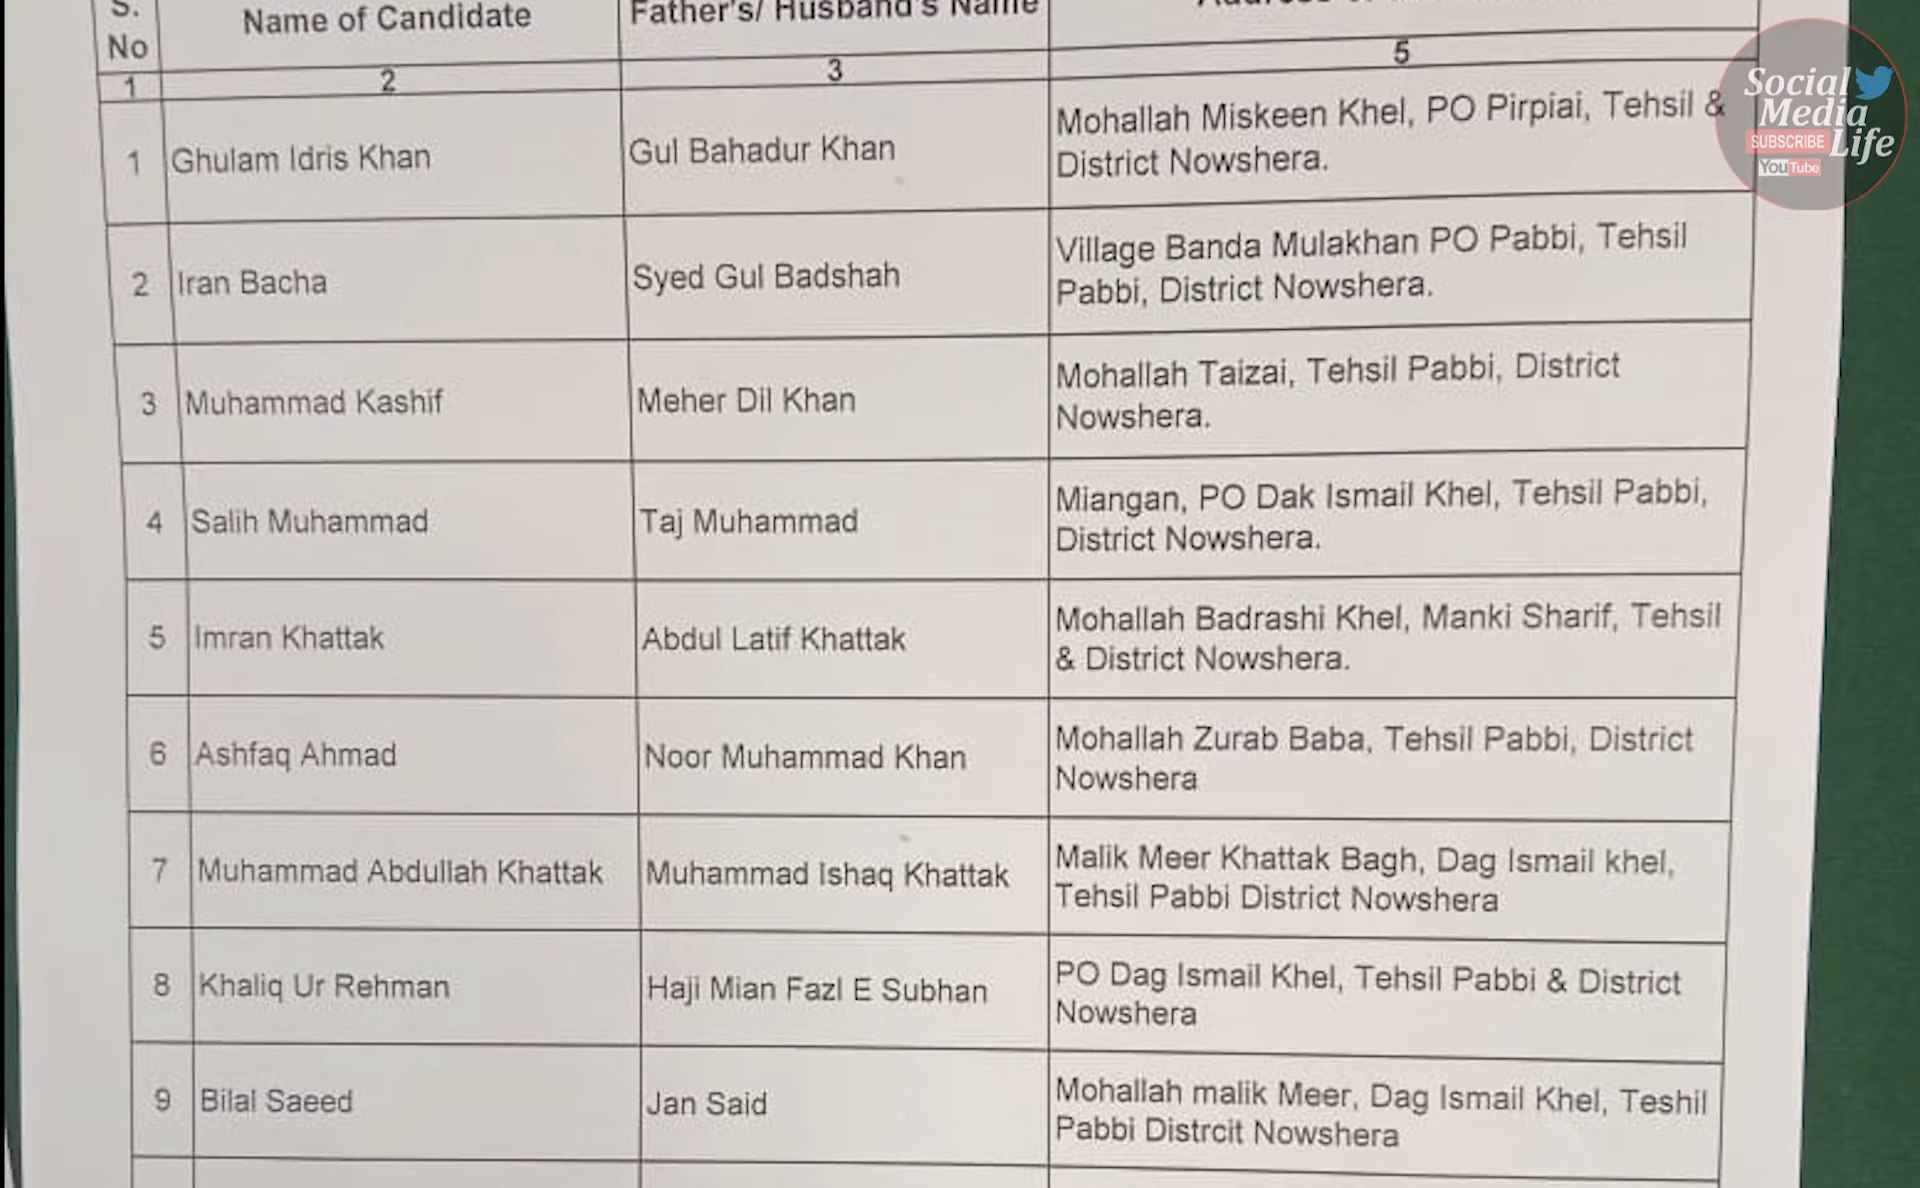 S.
No
Name of Candidate
Father's/ Husband's Name
1
2
3
5
1
Ghulam Idris Khan
Gul Bahadur Khan
Mohallah Miskeen Khel, PO Pirpiai, Tehsil &
District Nowshera.
2
Iran Bacha
Syed Gul Badshah
Village Banda Mulakhan PO Pabbi, Tehsil
Pabbi, District Nowshera.
3
Muhammad Kashif
Meher Dil Khan
Mohallah Taizai, Tehsil Pabbi, District
Nowshera.
4
Salih Muhammad
Taj Muhammad
Miangan, PO Dak Ismail Khel, Tehsil Pabbi,
District Nowshera.
5
Imran Khattak
Abdul Latif Khattak
Mohallah Badrashi Khel, Manki Sharif, Tehsil
& District Nowshera.
6
Ashfaq Ahmad
Noor Muhammad Khan
Mohallah Zurab Baba, Tehsil Pabbi, District
Nowshera
7
Muhammad Abdullah Khattak
Muhammad Ishaq Khattak
Malik Meer Khattak Bagh, Dag Ismail khel,
Tehsil Pabbi District Nowshera
8
Khaliq Ur Rehman
Haji Mian Fazl E Subhan
PO Dag Ismail Khel, Tehsil Pabbi & District
Nowshera
9
Bilal Saeed
Jan Said
Mohallah malik Meer, Dag Ismail Khel, Teshil
Pabbi Distrcit Nowshera
Social
Media
SUBSCRIBE Life
YouTube